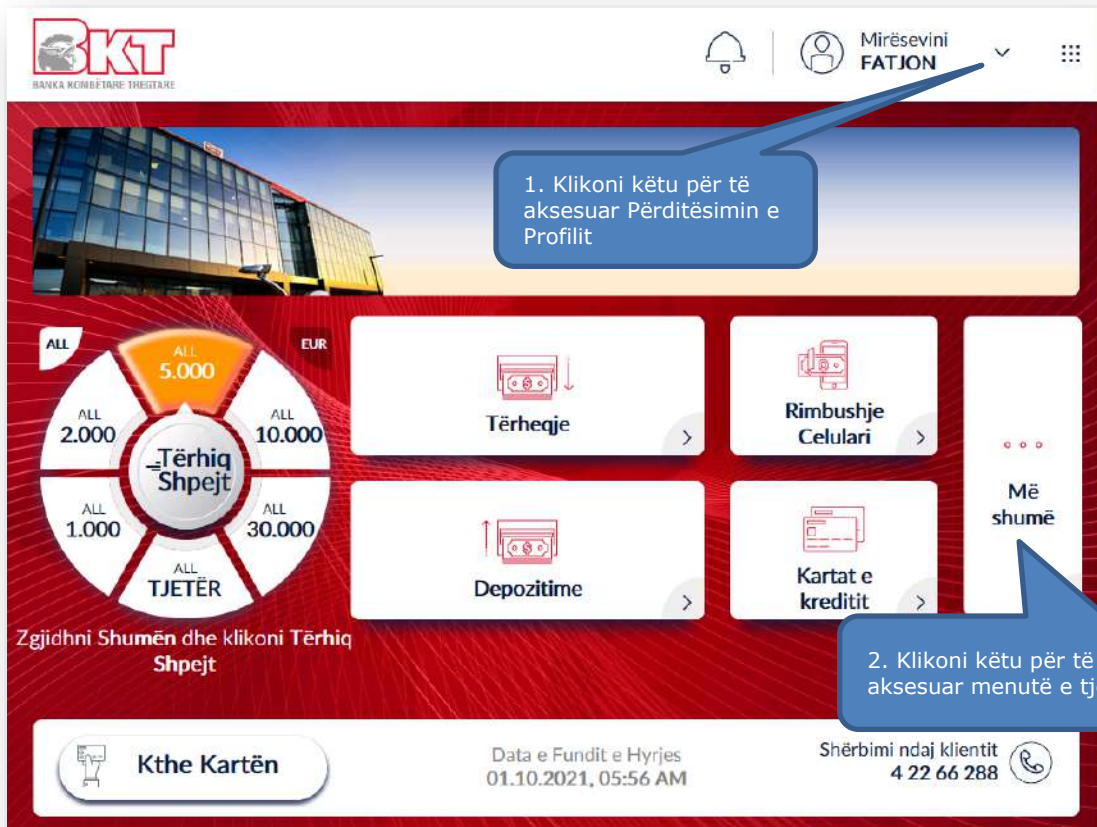 BKT
BANKA KOMBËTARE TREGTARE
Mirësevini
FATJON
1. Klikoni këtu për të
aksesuar Përditësimin e
Profilit
ALL
EUR
ALL
5.000
ALL
2.000
ALL
10.000
Tërhiq
Shpejt
ALL
1.000
ALL
30.000
ALL
TJETËR
Zgjidhni Shumën dhe klikoni Tërhiq
Shpejt
Tërheqje
Rimbushje
Celulari
Depozitime
Kartat e
kreditit
Më
shumë
2. Klikoni këtu për të
aksesuar menutë e tj
Kthe Kartën
Data e Fundit e Hyrjes
01.10.2021, 05:56 AM
Shërbimi ndaj klientit
4 22 66 288